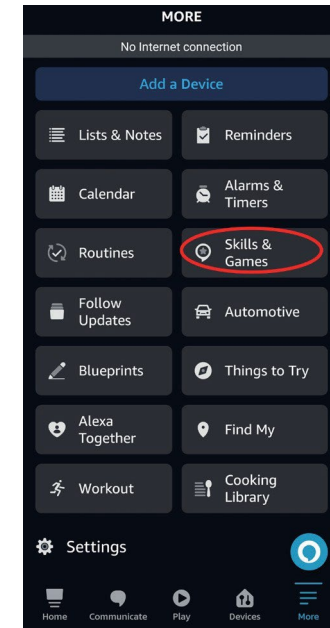 MORE
No Internet connection
Add a Device
Lists & Notes
Reminders
Calendar
Alarms &
Timers
Routines
Skills &
Games
Follow
Updates
Automotive
Blueprints
Things to Try
Alexa
Together
Find My
Workout
Cooking
Library
Settings
Home
Communicate
Play
Devices
More